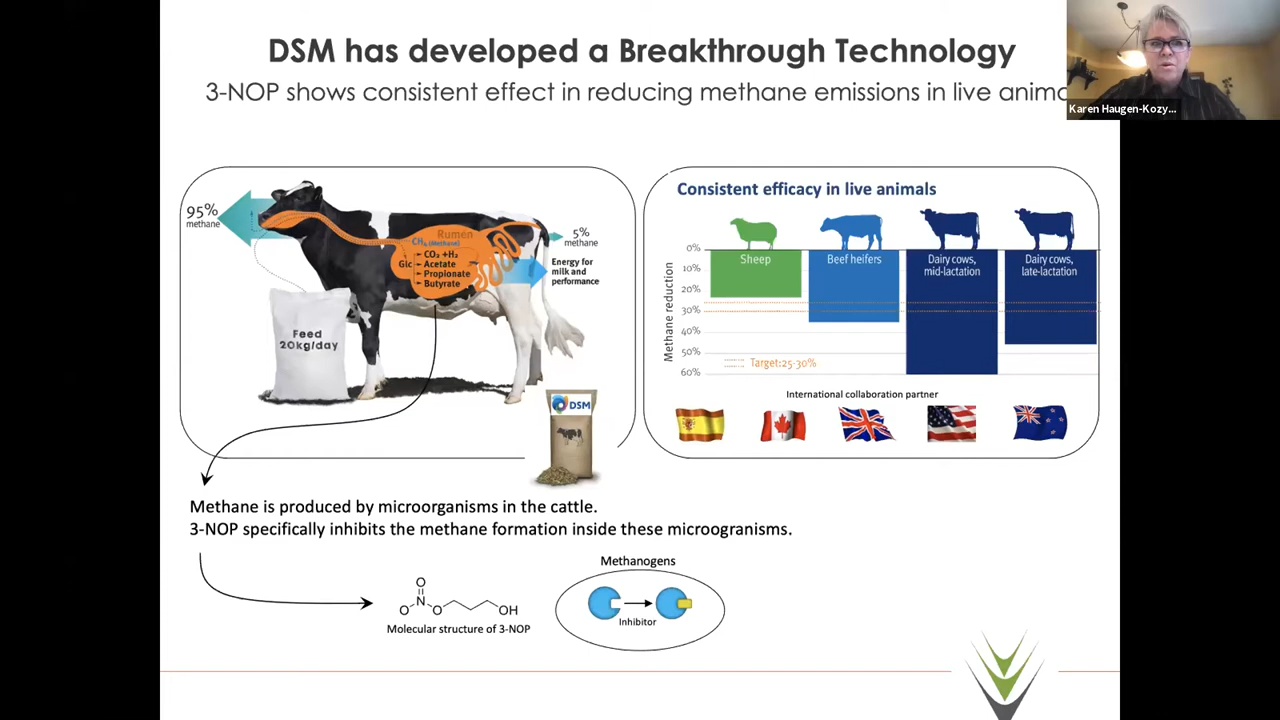 DSM has developed a Breakthrough Technology
3-NOP shows consistent effect in reducing methane emissions in live anima
Karen Haugen-Kozy...
95%
methane
Rumen
CH₄ (Methane)
CO₂ +H₂
Glc
Acetate
Propionate
Butyrate
5%
methane
Energy for
milk and
performance
Feed
20kg/day
DSM
Consistent efficacy in live animals
Methane reduction
0%
10%
20%
30%
40%
50%
60%
Sheep
Beef heifers
Dairy cows,
mid-lactation
Dairy cows,
late-lactation
Target:25-30%
International collaboration partner
Methane is produced by microorganisms in the cattle.
3-NOP specifically inhibits the methane formation inside these microogranisms.
O
N
O
O
OH
Molecular structure of 3-NOP
Methanogens
Inhibitor